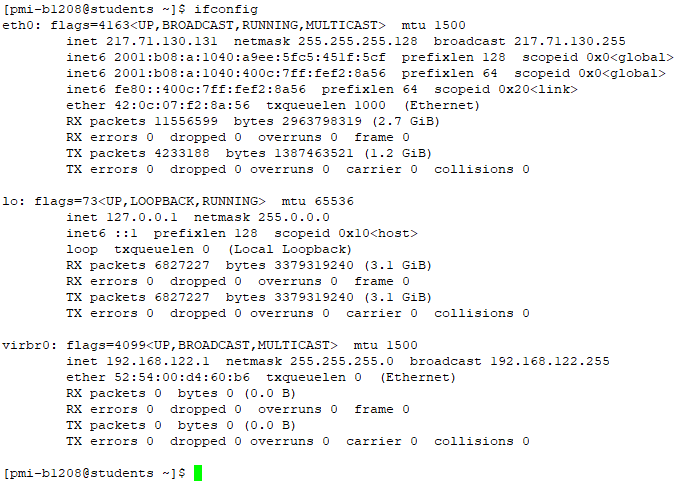 [pmi-b1208@students ~]$ ifconfig
eth0: flags=4163<UP,BROADCAST,RUNNING,MULTICAST>  mtu 1500
        inet 217.71.130.131  netmask 255.255.255.128  broadcast 217.71.130.255
        inet6 2001:b08:a:1040:a9ee:5fc5:451f:5cf  prefixlen 128  scopeid 0x0<global>
        inet6 2001:b08:a:1040:400c:7ff:fef2:8a56  prefixlen 64  scopeid 0x0<global>
        inet6 fe80::400c:7ff:fef2:8a56  prefixlen 64  scopeid 0x20<link>
        ether 42:0c:07:f2:8a:56  txqueuelen 1000  (Ethernet)
        RX packets 11556599  bytes 2963798319 (2.7 GiB)
        RX errors 0  dropped 0  overruns 0  frame 0
        TX packets 4233188  bytes 1387463521 (1.2 GiB)
        TX errors 0  dropped 0 overruns 0  carrier 0  collisions 0

lo: flags=73<UP,LOOPBACK,RUNNING>  mtu 65536
        inet 127.0.0.1  netmask 255.0.0.0
        inet6 ::1  prefixlen 128  scopeid 0x10<host>
        loop  txqueuelen 0  (Local Loopback)
        RX packets 6827227  bytes 3379319240 (3.1 GiB)
        RX errors 0  dropped 0  overruns 0  frame 0
        TX packets 6827227  bytes 3379319240 (3.1 GiB)
        TX errors 0  dropped 0 overruns 0  carrier 0  collisions 0

virbr0: flags=4099<UP,BROADCAST,MULTICAST>  mtu 1500
        inet 192.168.122.1  netmask 255.255.255.0  broadcast 192.168.122.255
        ether 52:54:00:d4:60:b6  txqueuelen 0  (Ethernet)
        RX packets 0  bytes 0 (0.0 B)
        RX errors 0  dropped 0  overruns 0  frame 0
        TX packets 0  bytes 0 (0.0 B)
        TX errors 0  dropped 0 overruns 0  carrier 0  collisions 0

[pmi-b1208@students ~]$